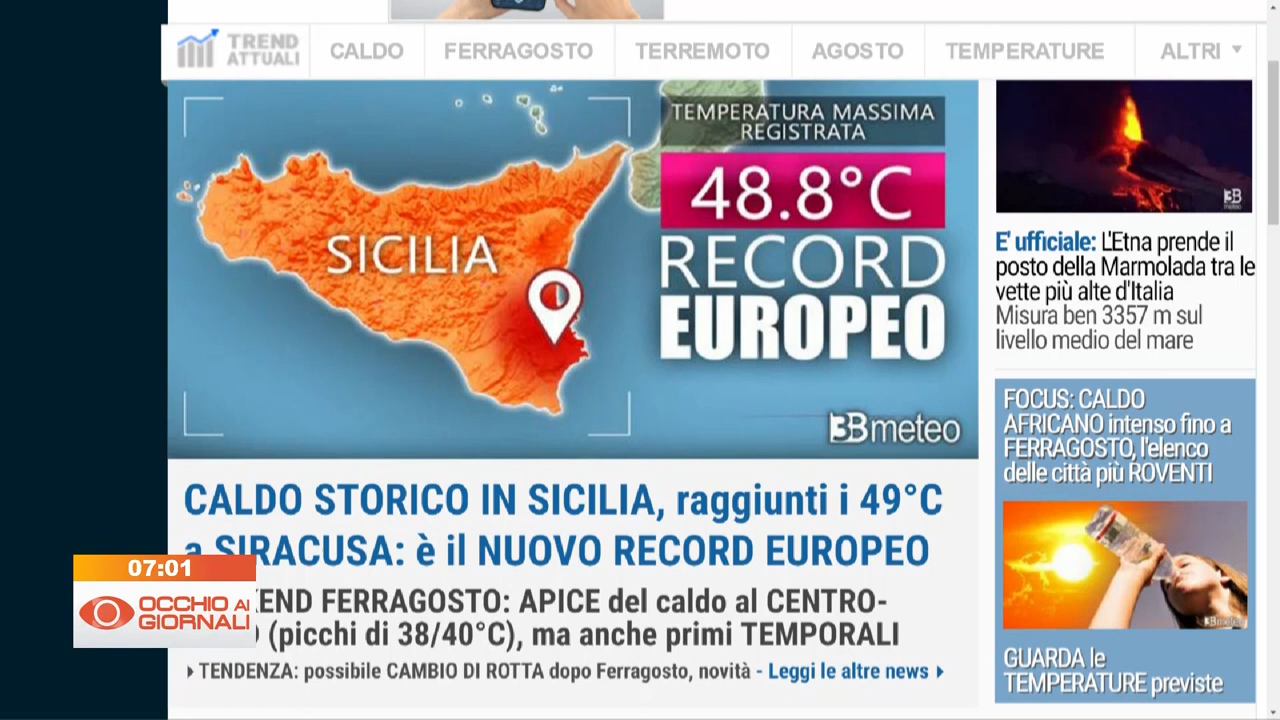 TREND
ATTUALI
CALDO
FERRAGOSTO
TERREMOTO
AGOSTO
TEMPERATURE
ALTRI
TEMPERATURA MASSIMA
REGISTRATA
48.8°C
RECORD
EUROPEO
SICILIA
3Bmeteo
CALDO STORICO IN SICILIA, raggiunti i 49°C
a SIRACUSA: è il NUOVO RECORD EUROPEO
KEND FERRAGOSTO: APICE del caldo al CENTRO-
(picchi di 38/40°C), ma anche primi TEMPORALI
TENDENZA: possibile CAMBIO DI ROTTA dopo Ferragosto, novità - Leggi le altre news
07:01
OCCHIO AI
GIORNALI
3B
meteo
E' ufficiale: L'Etna prende il
posto della Marmolada tra le
vette più alte d'Italia
Misura ben 3357 m sul
livello medio del mare
FOCUS: CALDO
AFRICANO intenso fino a
FERRAGOSTO, l'elenco
delle città più ROVENTI
3Bmeteo
GUARDA le
TEMPERATURE previste